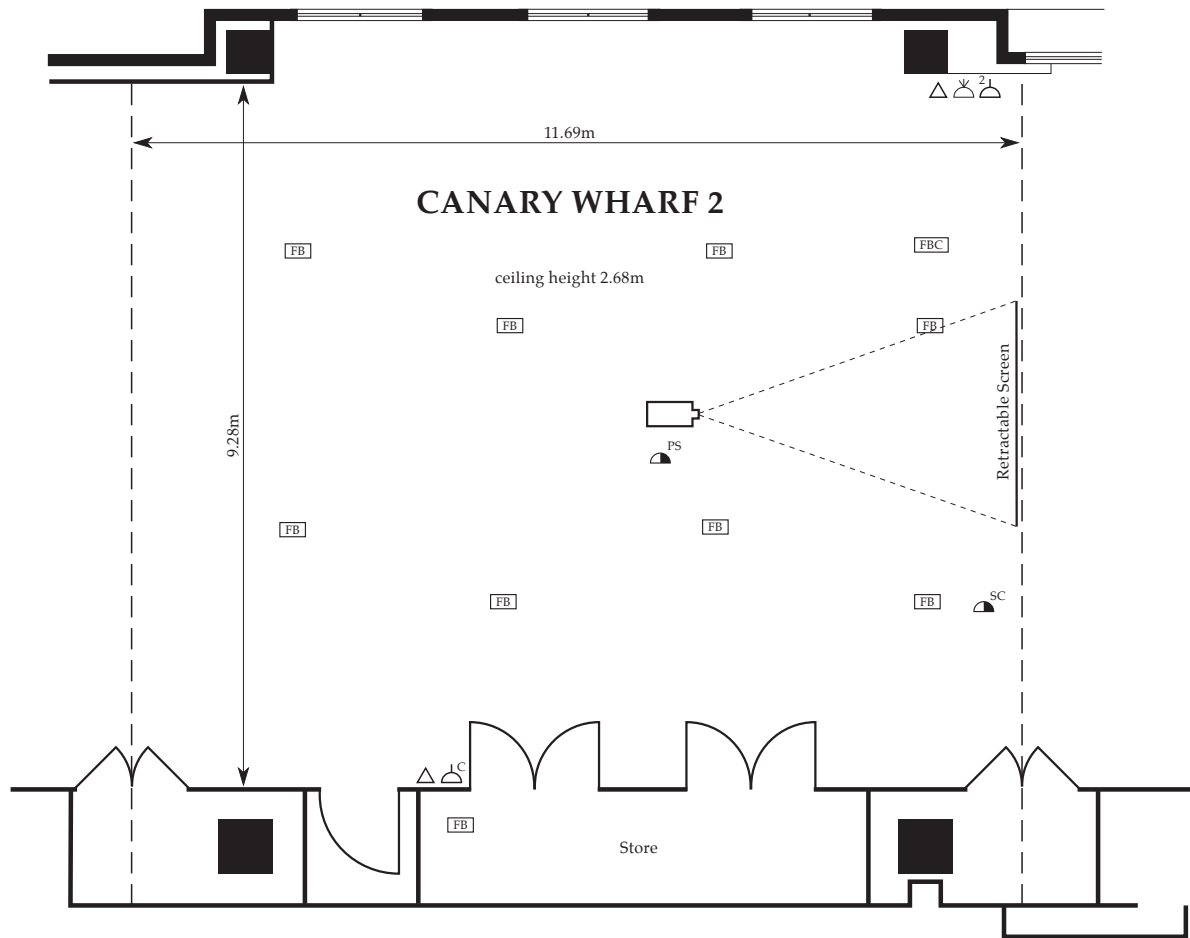 2
11.69m
CANARY WHARF 2
FB
FB
FBC
ceiling height 2.68m
FB
FB
Retractable Screen
9.28m
PS
FB
FB
FB
FB
SC
C
FB
Store